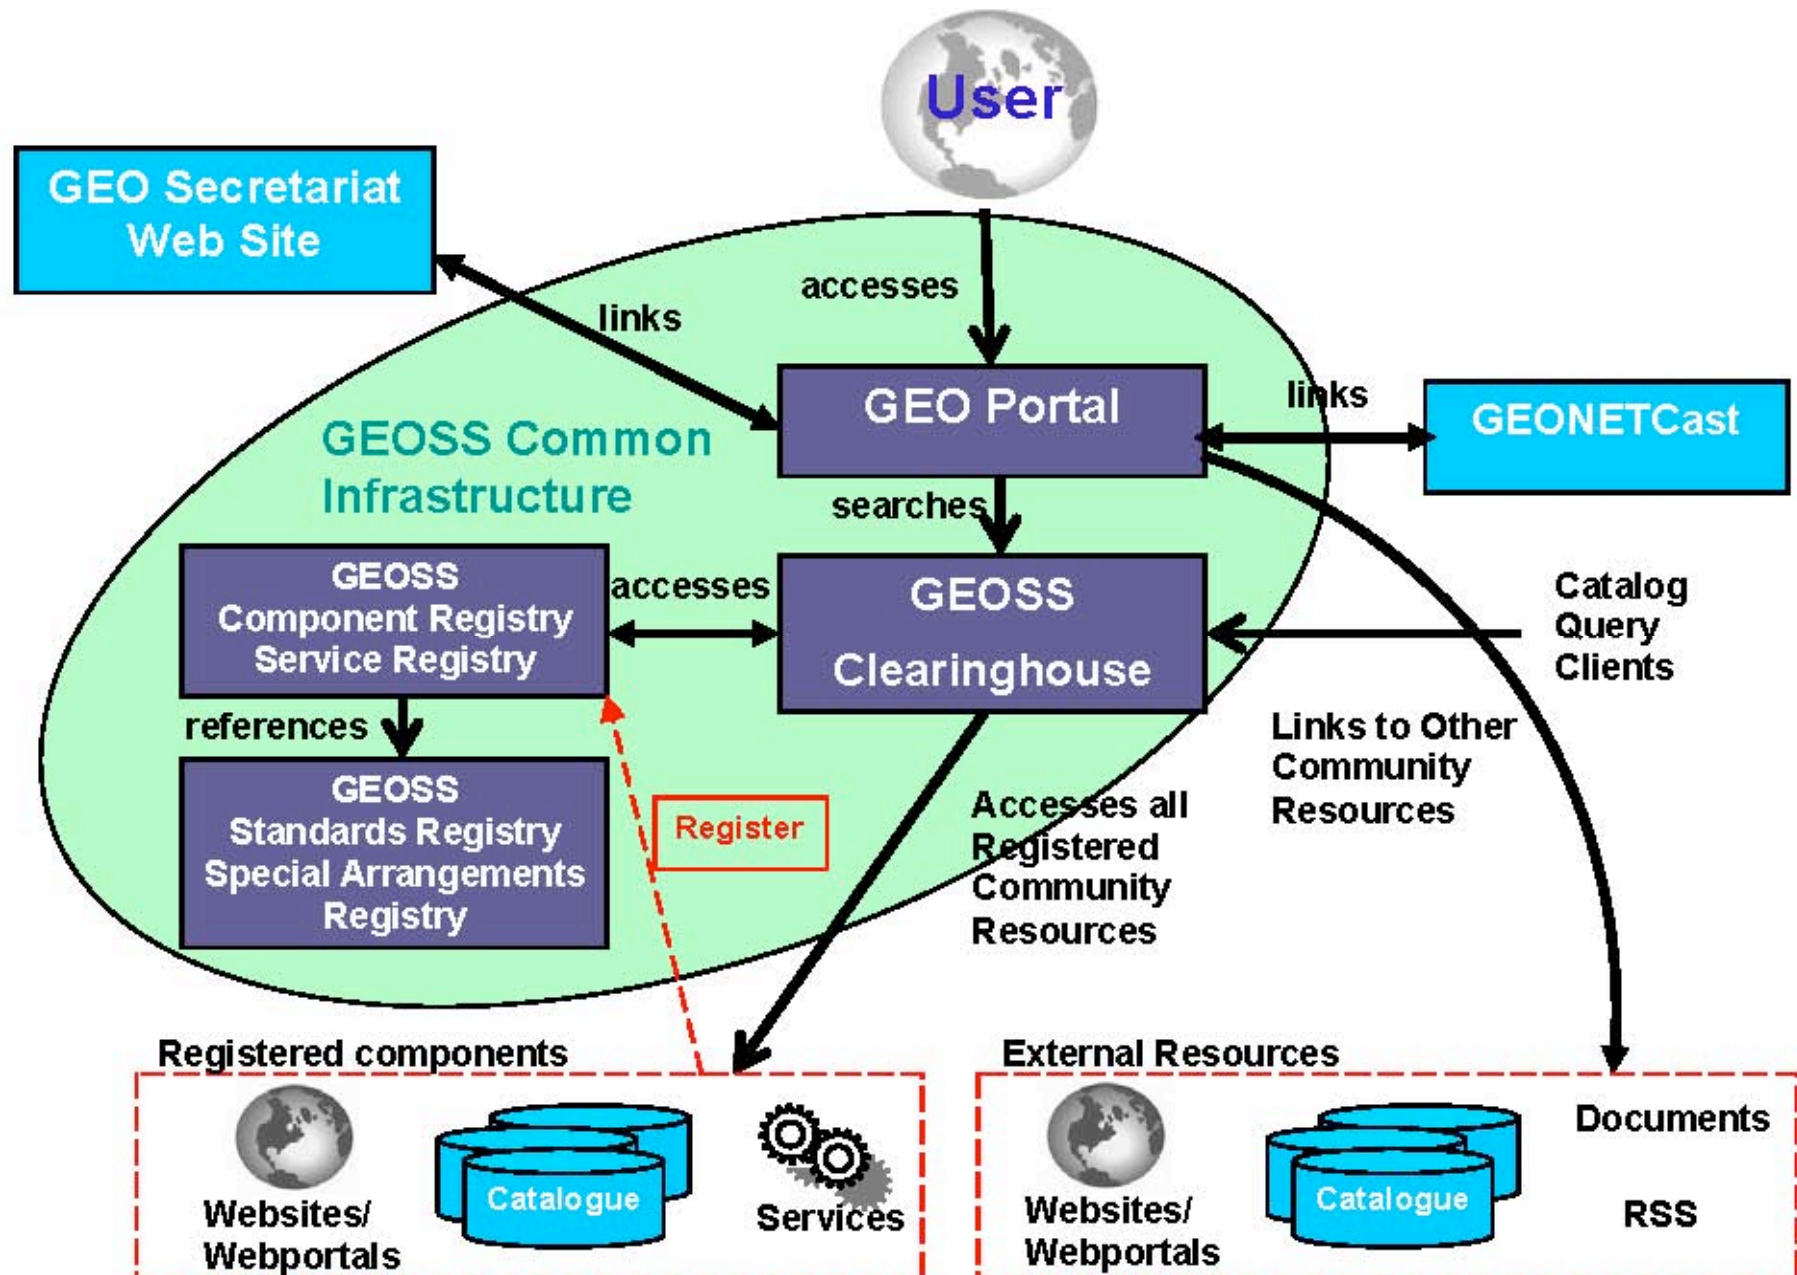 User
GEO Secretariat
Web Site
accesses
links
GEO Portal
links
GEONETCast
GEOSS Common
Infrastructure
searches
GEOSS
Component Registry
Service Registry
accesses
GEOSS
Clearinghouse
Catalog
Query
Clients
references
GEOSS
Standards Registry
Special Arrangements
Registry
Register
Accesses all
Registered
Community
Resources
Links to Other
Community
Resources
Registered components
Websites/
Webportals
Catalogue
Services
External Resources
Websites/
Webportals
Catalogue
Documents
RSS